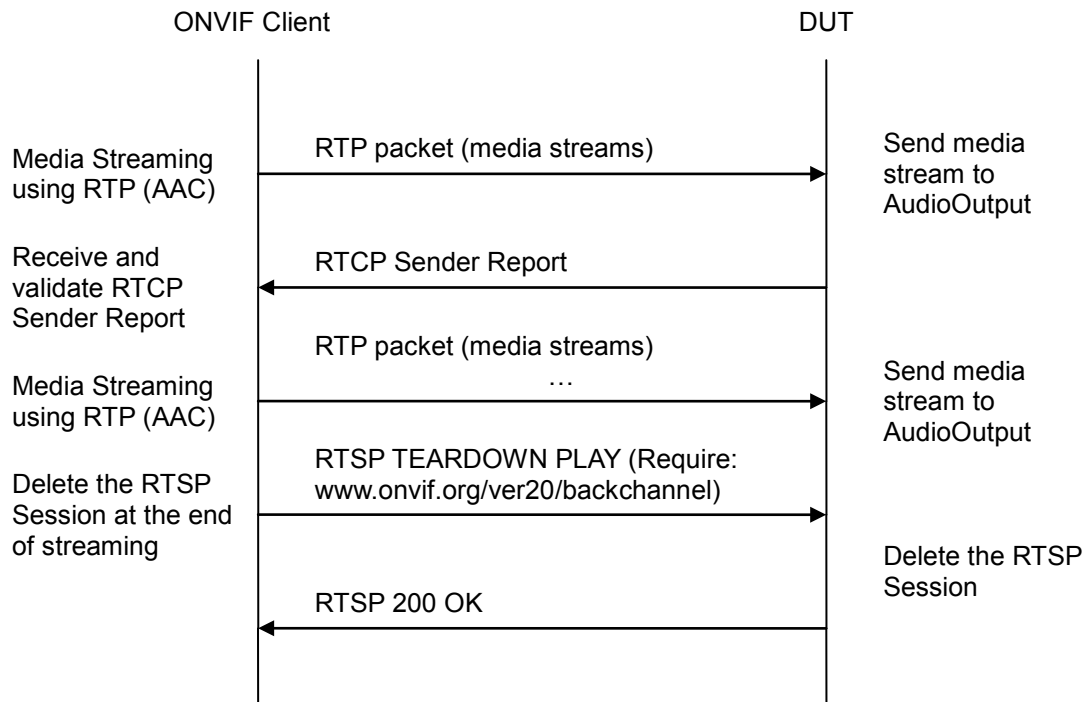 ONVIF Client
DUT
Media Streaming
using RTP (AAC)
RTP packet (media streams)
Send media
stream to
AudioOutput
Receive and
validate RTCP
Sender Report
RTCP Sender Report
RTP packet (media streams)
…
Media Streaming
using RTP (AAC)
Send media
stream to
AudioOutput
RTSP TEARDOWN PLAY (Require:
www.onvif.org/ver20/backchannel)
Delete the RTSP
Session at the end
of streaming
Delete the RTSP
Session
RTSP 200 OK